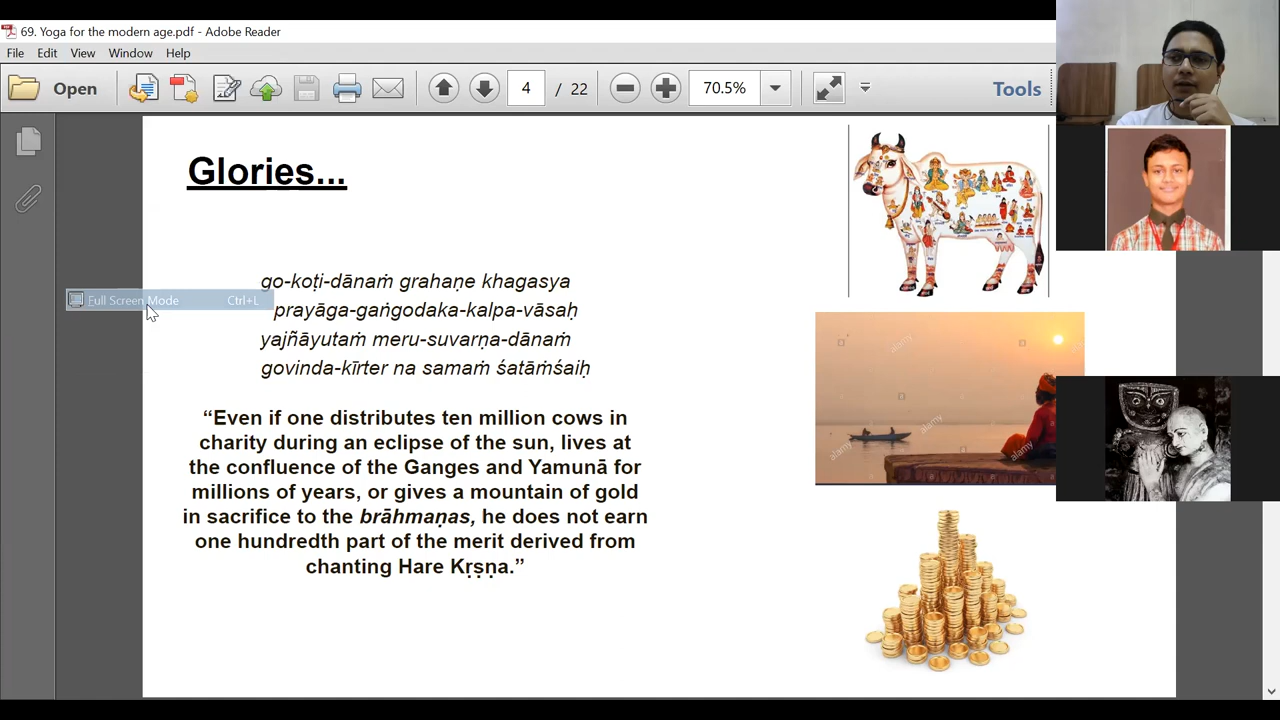 69. Yoga for the modern age.pdf - Adobe Reader
File Edit View Window Help
Open
4 / 22
70.5%
Tools
Glories...
Full Screen Mode Ctrl+L
go-koṭi-dānaṁ grahaṇe khagasya
prayāga-gaṅgodaka-kalpa-vāsaḥ
yajñāyutaṁ meru-suvarṇa-dānaṁ
govinda-kīrter na samaṁ śatāṁśaiḥ
“Even if one distributes ten million cows in
charity during an eclipse of the sun, lives at
the confluence of the Ganges and Yamunā for
millions of years, or gives a mountain of gold
in sacrifice to the brāhmaṇas, he does not earn
one hundredth part of the merit derived from
chanting Hare Kṛṣṇa.”
alamy
alamy
alamy
alamy